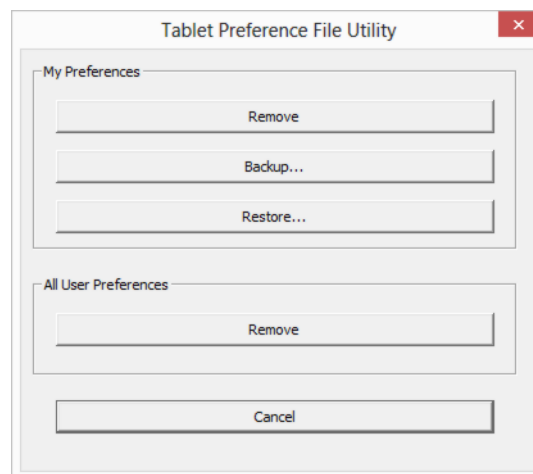 Tablet Preference File Utility
My Preferences
Remove
Backup...
Restore...
All User Preferences
Remove
Cancel